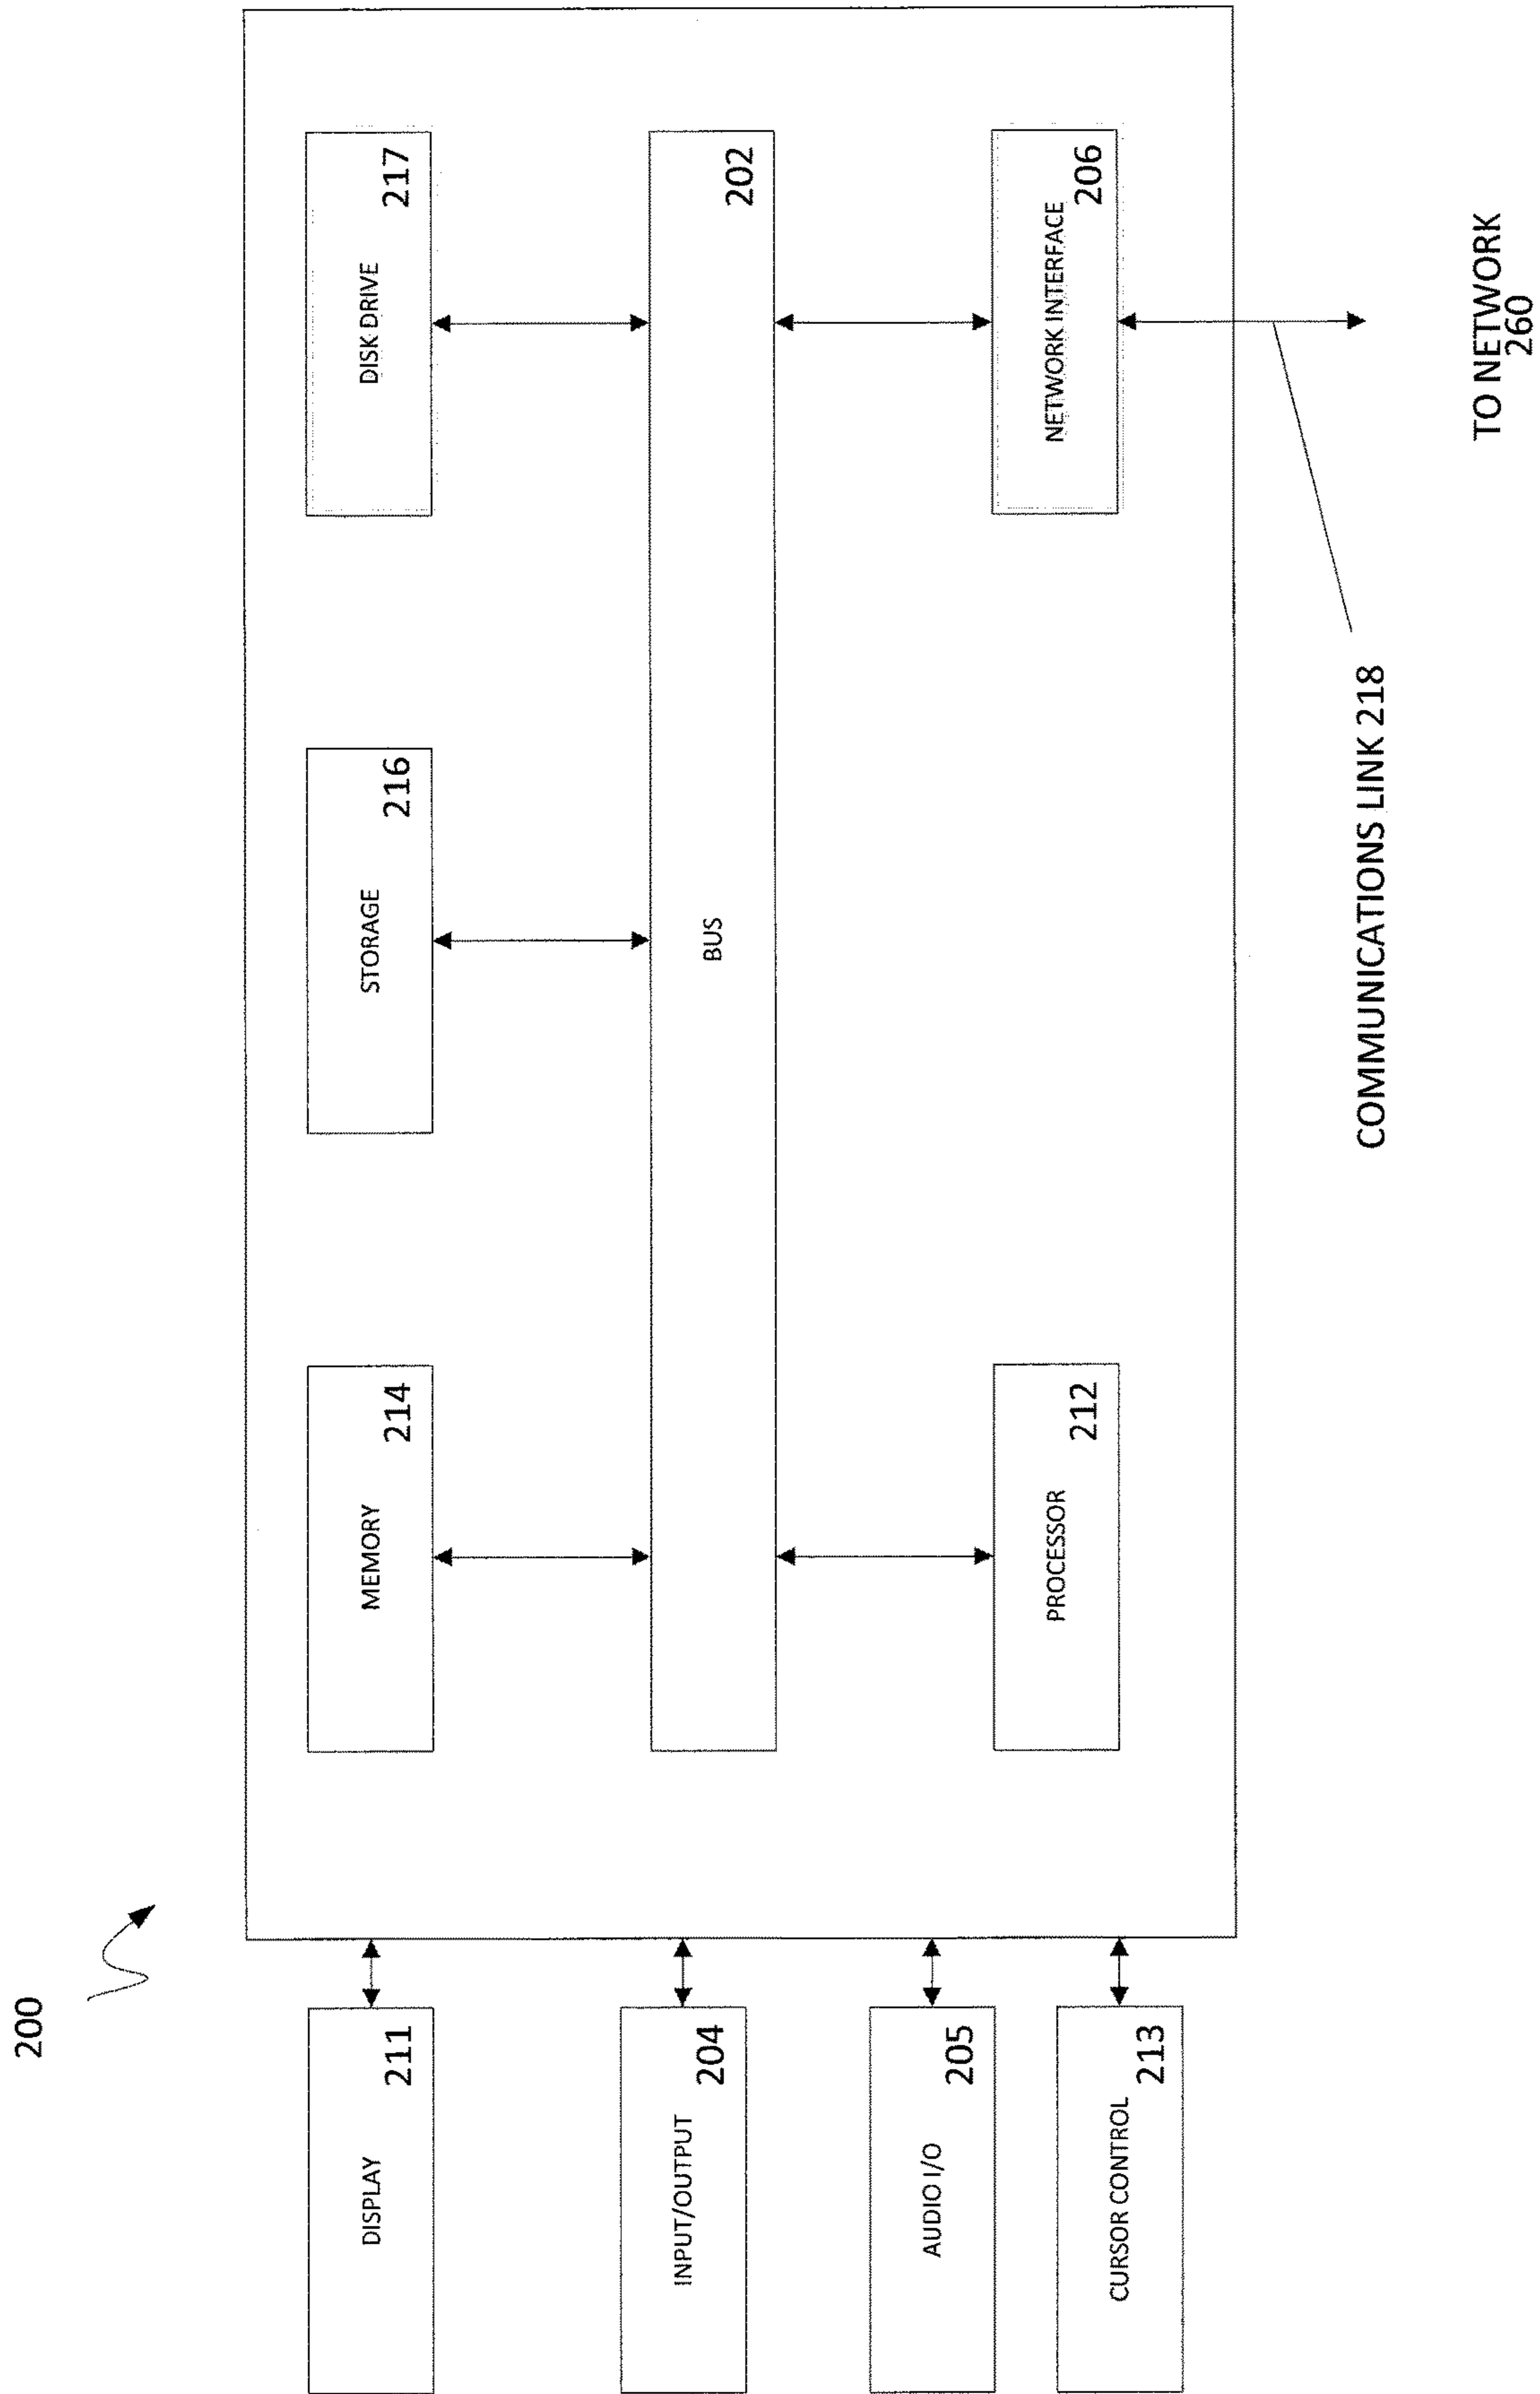 200
MEMORY
214
STORAGE
216
DISK DRIVE
217
DISPLAY
211
BUS
202
INPUT/OUTPUT
204
AUDIO I/O
205
PROCESSOR
212
NETWORK INTERFACE
206
CURSOR CONTROL
213
COMMUNICATIONS LINK 218
TO NETWORK
260